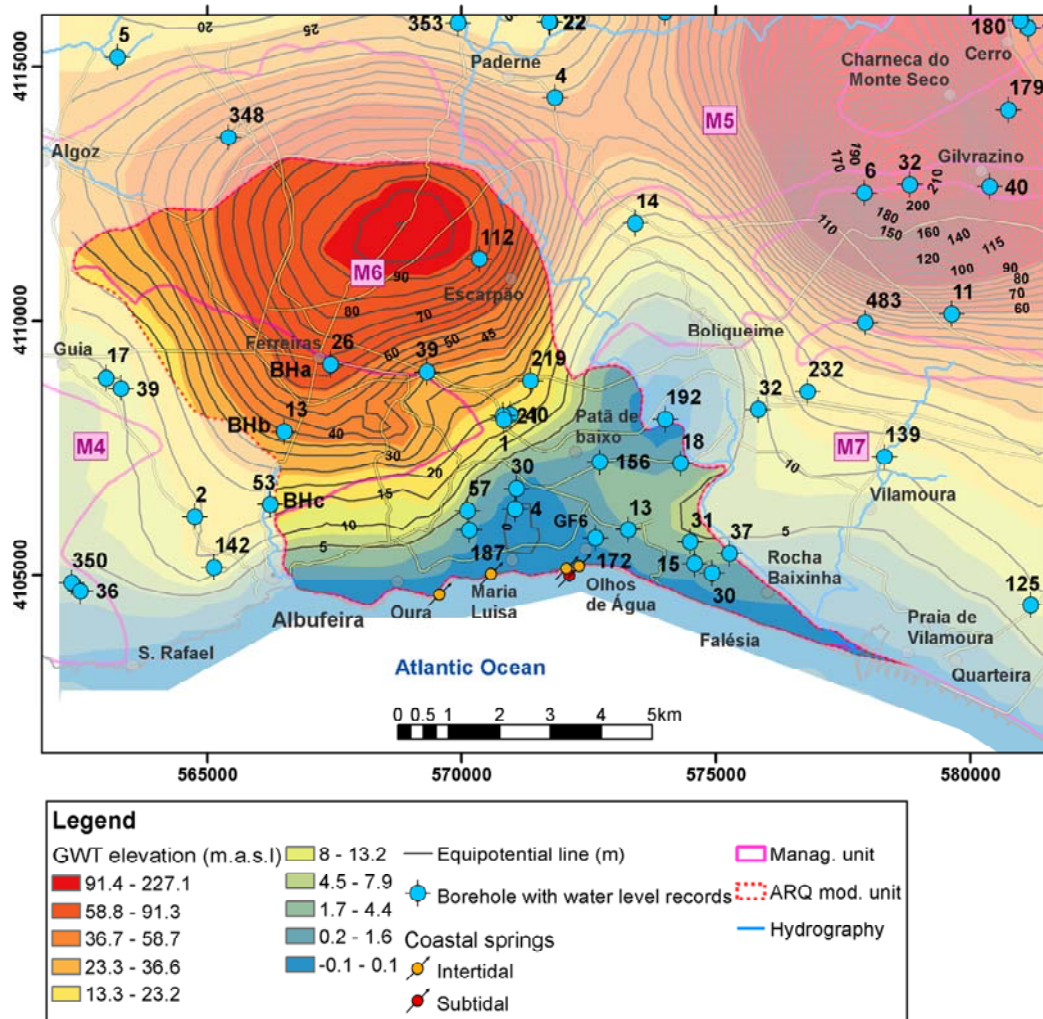 353
22
180
5
20
25
0
4115000
Paderne
4
Charneca do
Monte Seco
Cerro
179
M5
348
Algoz
170
190
6
32
Gilvrazino
210
40
14
200
180
150
160
140
115
110
120
100
90
80
70
60
112
M6
90
Escarpão
80
70
483
11
4110000
Guia
17
39
Ferreiras
26
BHa
60
39
50
45
219
Boliqueime
232
32
192
BHb
13
40
21
40
Patã de
baixo
18
M4
30
20
1
10
M7
139
Vilamoura
53
BHc
15
30
156
2
57
4
GF6
13
31
37
5
10
0
142
5
187
172
15
30
Rocha
Baixinha
350
36
4105000
Albufeira
Oura
Maria
Luisa
Olhos
de Água
Falésia
125
Praia de
Vilamoura
Quarteira
S. Rafael
Atlantic Ocean
0 0.5 1 2 3 4 5km
565000 570000 575000 580000
Legend
GWT elevation (m.a.s.l)
91.4 - 227.1
58.8 - 91.3
36.7 - 58.7
23.3 - 36.6
13.3 - 23.2
8 - 13.2
4.5 - 7.9
1.7 - 4.4
0.2 - 1.6
-0.1 - 0.1
Equipotential line (m)
Borehole with water level records
Coastal springs
Intertidal
Subtidal
Manag. unit
ARQ mod. unit
Hydrography